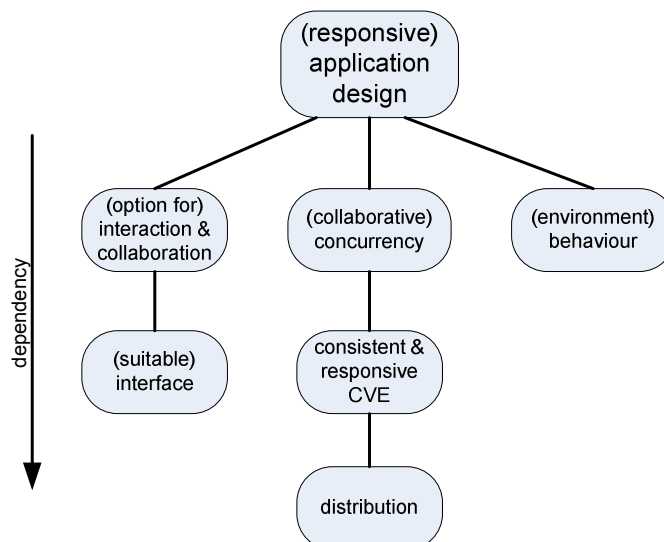 (responsive)
application
design
(option for)
interaction &
collaboration
(collaborative)
concurrency
(environment)
behaviour
dependency
(suitable)
interface
consistent &
responsive
CVE
distribution